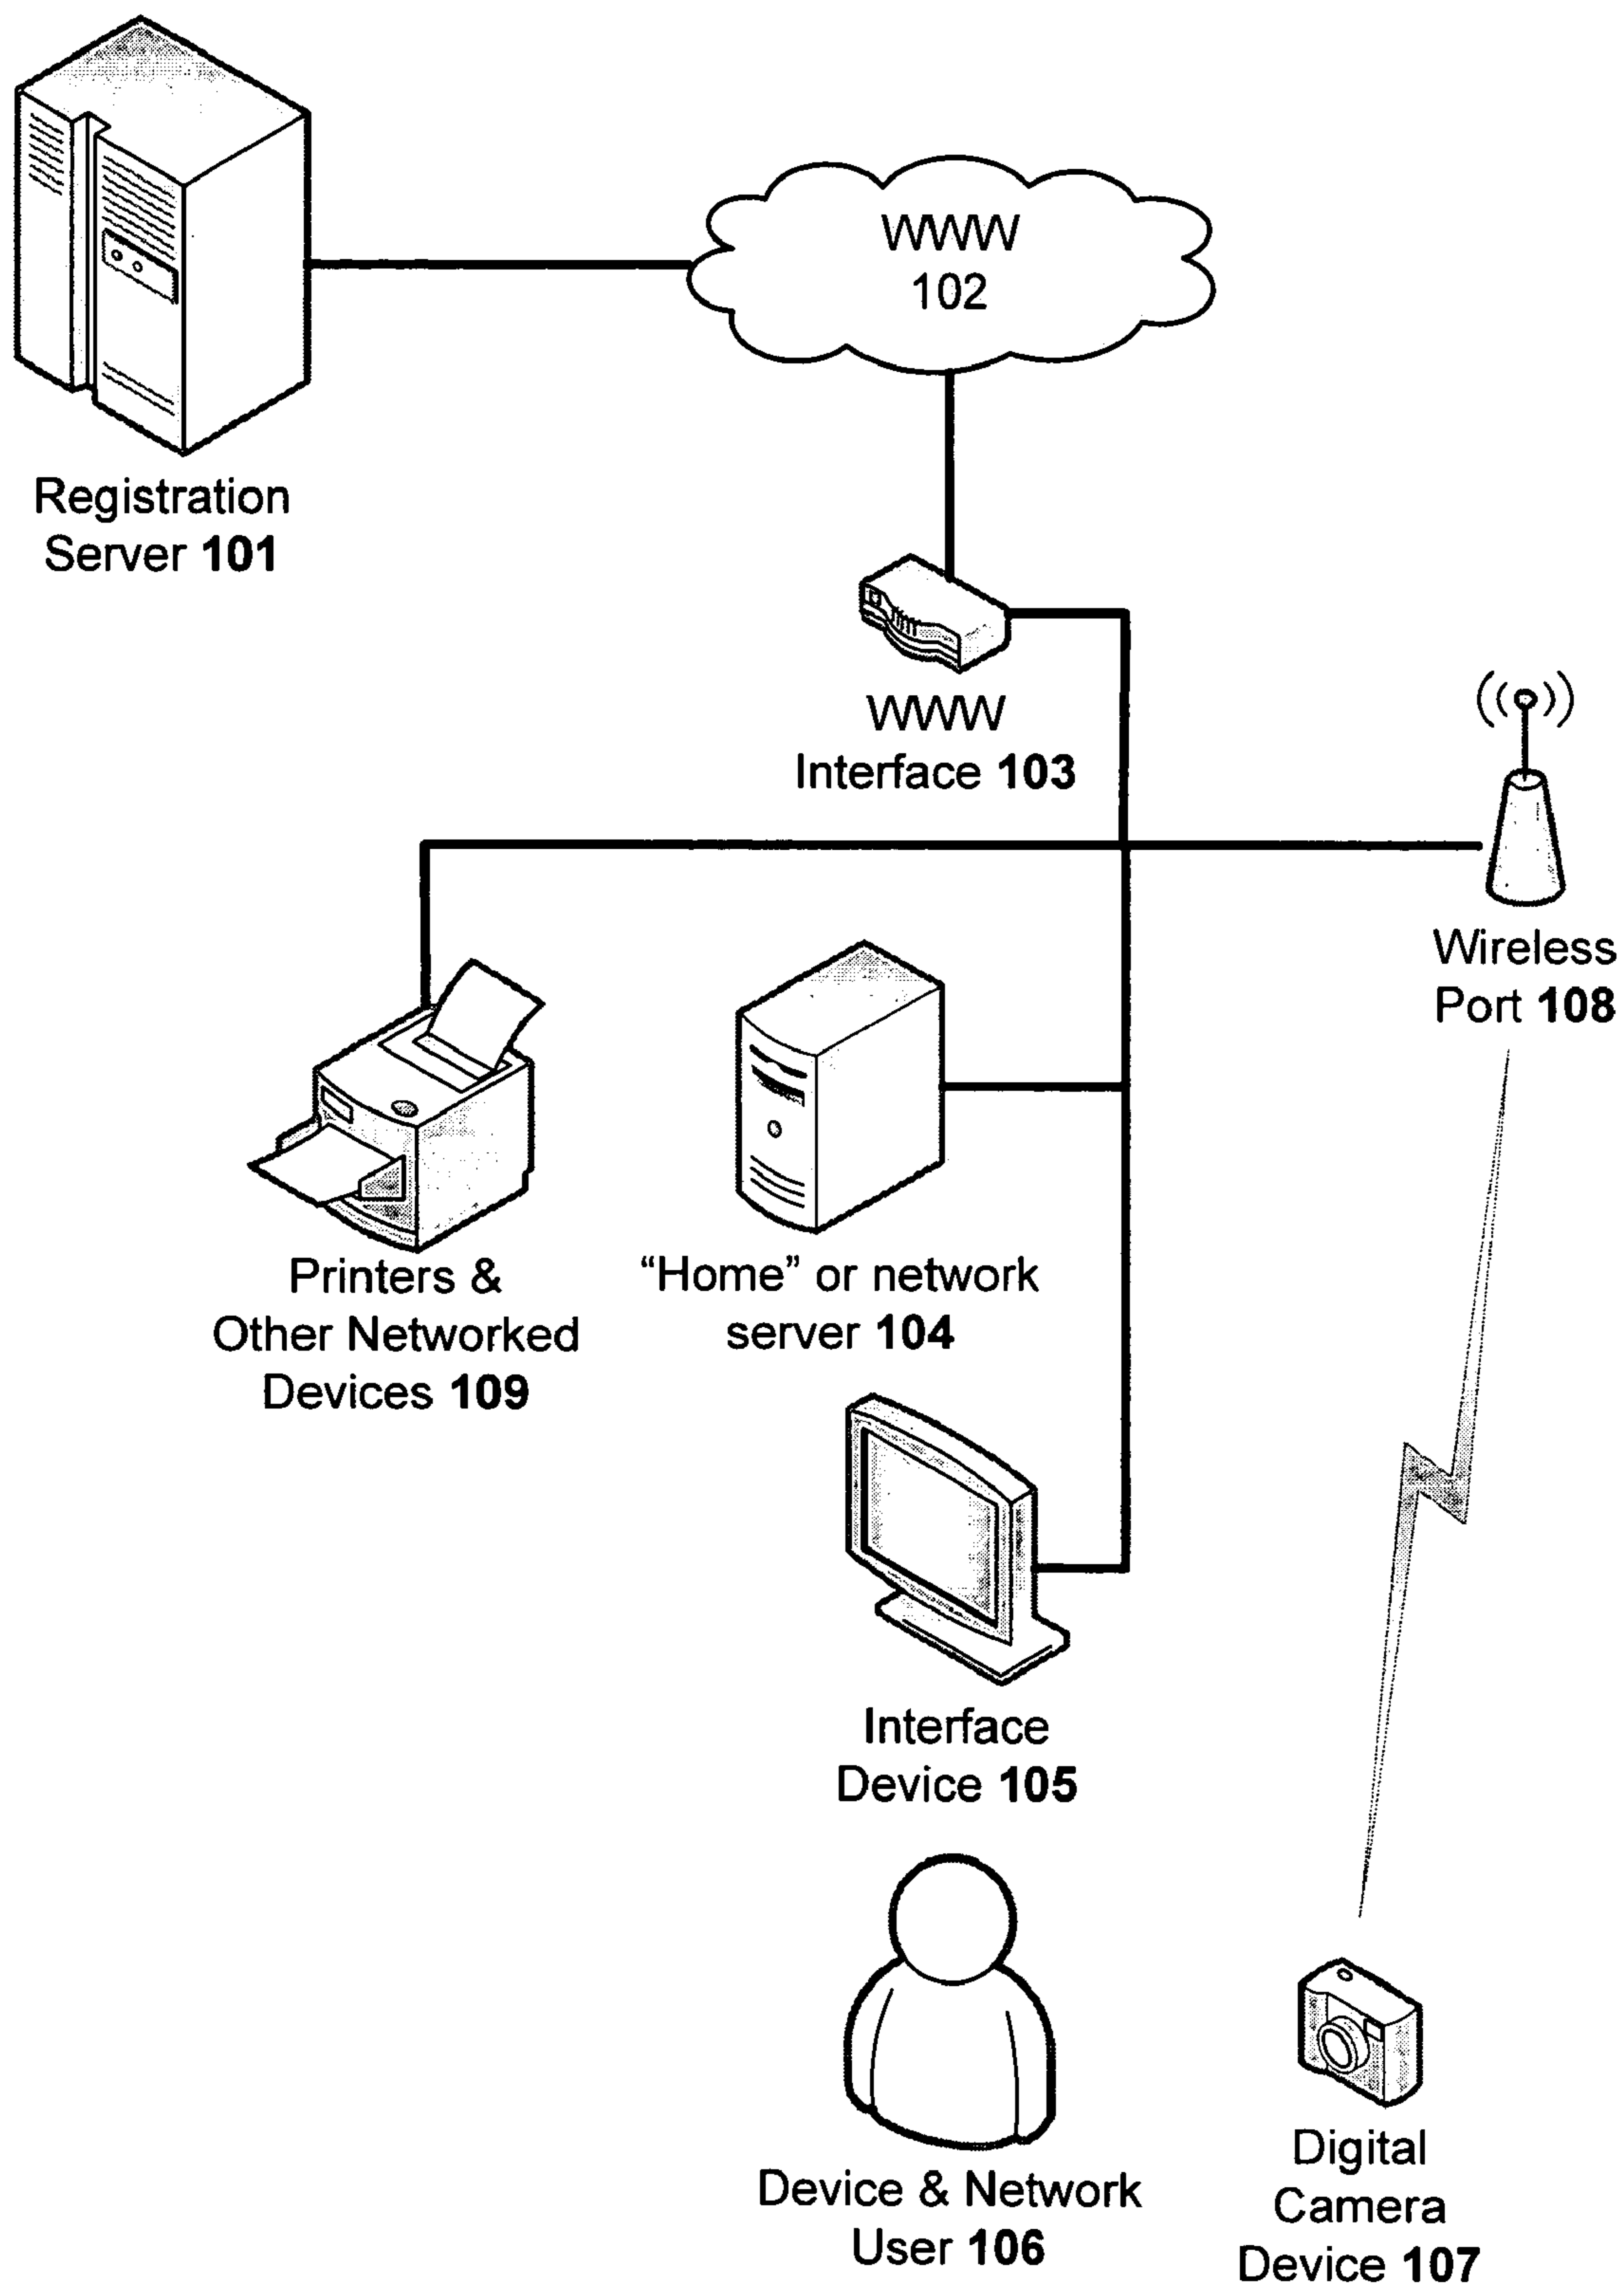 WWW
102
Registration
Server 101
WWW
Interface 103
Wireless
Port 108
Printers &
Other Networked
Devices 109
“Home” or network
server 104
Interface
Device 105
Device & Network
User 106
Digital
Camera
Device 107